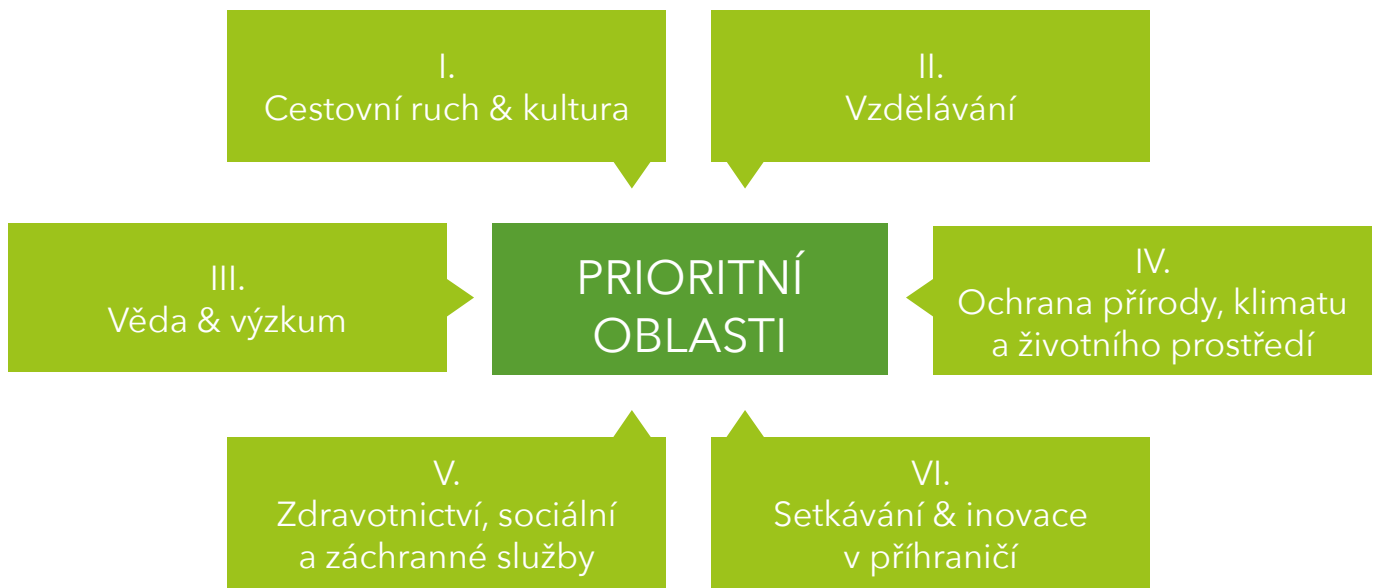 I.
Cestovní ruch & kultura
II.
Vzdělávání
III.
Věda & výzkum
PRIORITNÍ
OBLASTI
IV.
Ochrana přírody, klimatu
a životního prostředí
V.
Zdravotnictví, sociální
a záchranné služby
VI.
Setkávání & inovace
v příhraničí